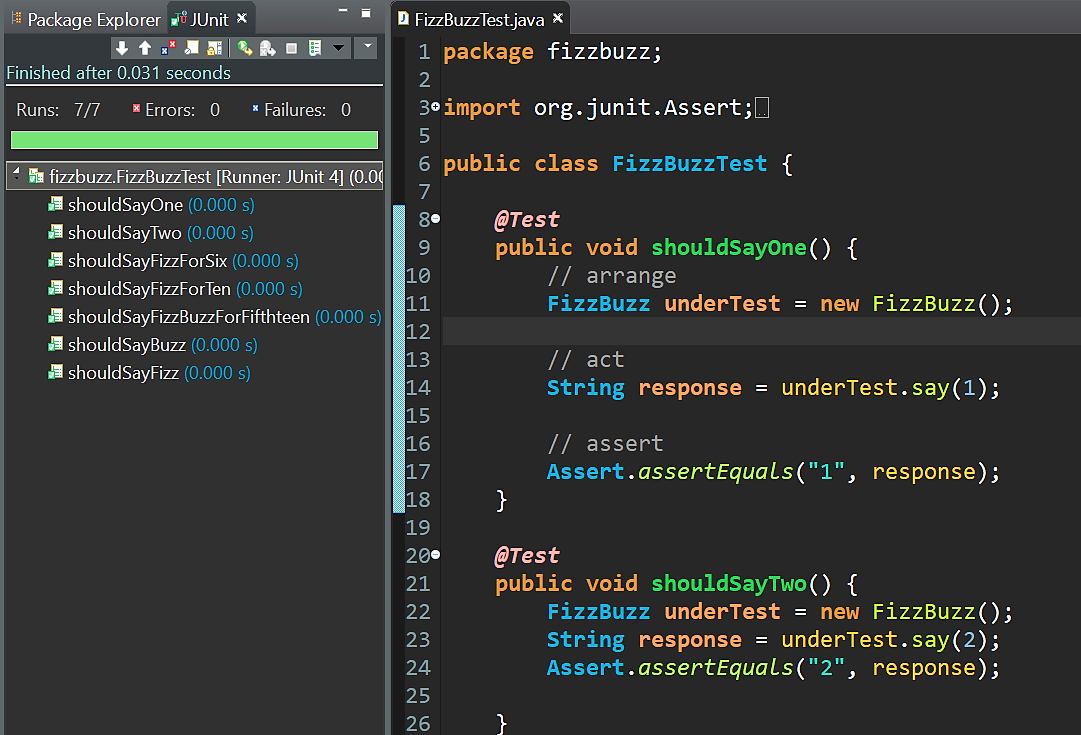 Package Explorer JUnit
Finished after 0.031 seconds
Runs: 7/7 Errors: 0 Failures: 0
fizzbuzz.FizzBuzzTest [Runner: JUnit 4] (0.00
shouldSayOne (0.000 s)
shouldSayTwo (0.000 s)
shouldSayFizzForSix (0.000 s)
shouldSayFizzForTen (0.000 s)
shouldSayFizzBuzzForFifthteen (0.000 s)
shouldSayBuzz (0.000 s)
shouldSayFizz (0.000 s)
FizzBuzzTest.java
1 package fizzbuzz;
2
3 import org.junit.Assert;
5
6 public class FizzBuzzTest {
7
8 @Test
9 public void shouldSayOne() {
10 // arrange
11 FizzBuzz underTest = new FizzBuzz();
12
13 // act
14 String response = underTest.say(1);
15
16 // assert
17 Assert.assertEquals("1", response);
18 }
19
20 @Test
21 public void shouldSayTwo() {
22 FizzBuzz underTest = new FizzBuzz();
23 String response = underTest.say(2);
24 Assert.assertEquals("2", response);
25
26 }